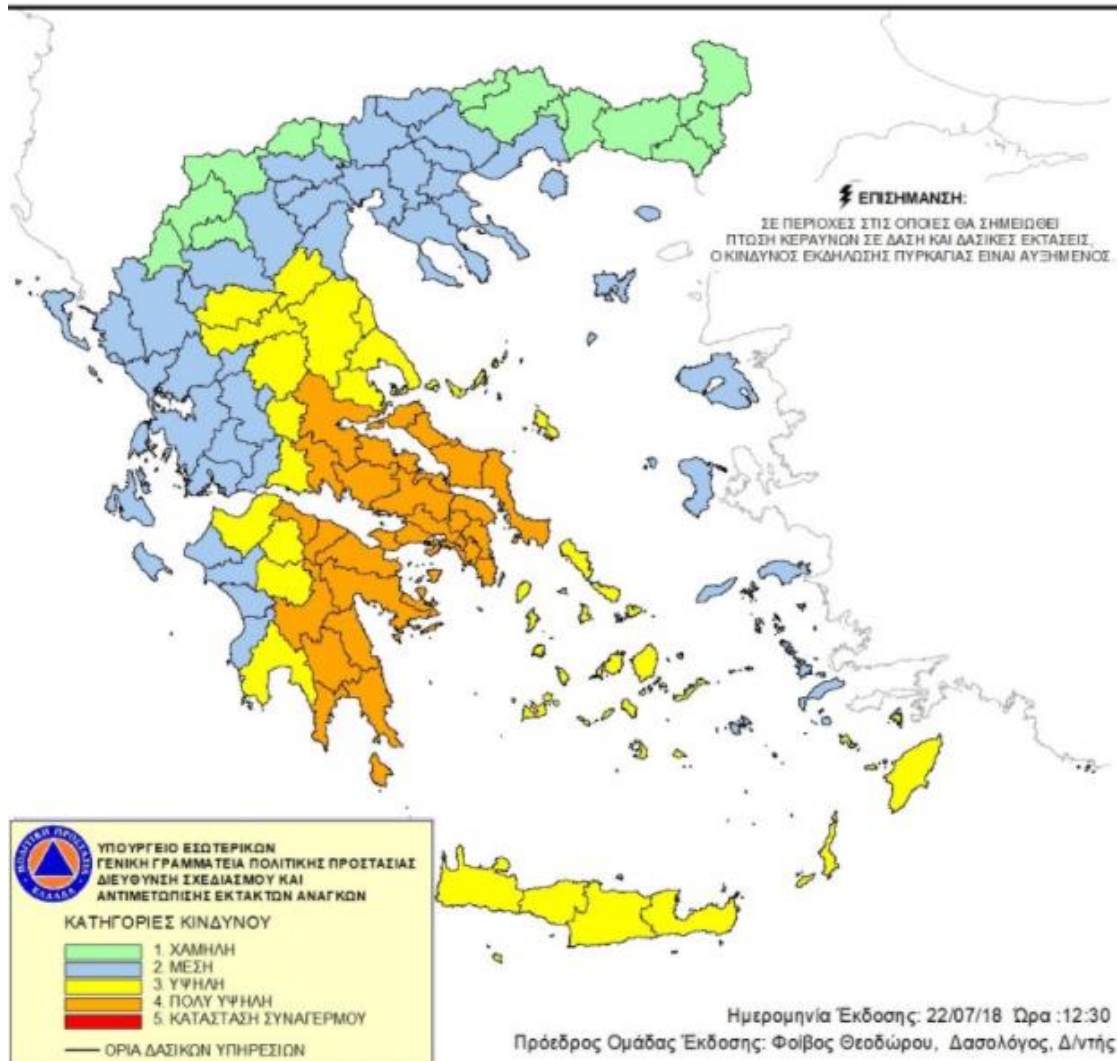 ⚡ ΕΠΙΣΗΜΑΝΣΗ:
ΣΕ ΠΕΡΙΟΧΕΣ ΣΤΙΣ ΟΠΟΙΕΣ ΘΑ ΣΗΜΕΙΩΘΕΙ
ΠΤΩΣΗ ΚΕΡΑΥΝΩΝ ΣΕ ΔΑΣΗ ΚΑΙ ΔΑΣΙΚΕΣ ΕΚΤΑΣΕΙΣ,
Ο ΚΙΝΔΥΝΟΣ ΕΚΔΗΛΩΣΗΣ ΠΥΡΚΑΓΙΑΣ ΕΙΝΑΙ ΑΥΞΗΜΕΝΟΣ
ΠΟΛΙΤΙΚΗ ΠΡΟΣΤΑΣΙΑ
ΕΛΛΑΔΑ
ΥΠΟΥΡΓΕΙΟ ΕΣΩΤΕΡΙΚΩΝ
ΓΕΝΙΚΗ ΓΡΑΜΜΑΤΕΙΑ ΠΟΛΙΤΙΚΗΣ ΠΡΟΣΤΑΣΙΑΣ
ΔΙΕΥΘΥΝΣΗ ΣΧΕΔΙΑΣΜΟΥ ΚΑΙ
ΑΝΤΙΜΕΤΩΠΙΣΗΣ ΕΚΤΑΚΤΩΝ ΑΝΑΓΚΩΝ
ΚΑΤΗΓΟΡΙΕΣ ΚΙΝΔΥΝΟΥ
1. ΧΑΜΗΛΗ
2. ΜΕΣΗ
3. ΥΨΗΛΗ
4. ΠΟΛΥ ΥΨΗΛΗ
5. ΚΑΤΑΣΤΑΣΗ ΣΥΝΑΓΕΡΜΟΥ
ΟΡΙΑ ΔΑΣΙΚΩΝ ΥΠΗΡΕΣΙΩΝ
Ημερομηνία Έκδοσης: 22/07/18 Ώρα :12:30
Πρόεδρος Ομάδας Έκδοσης: Φοίβος Θεοδώρου, Δασολόγος, Δ/ντής